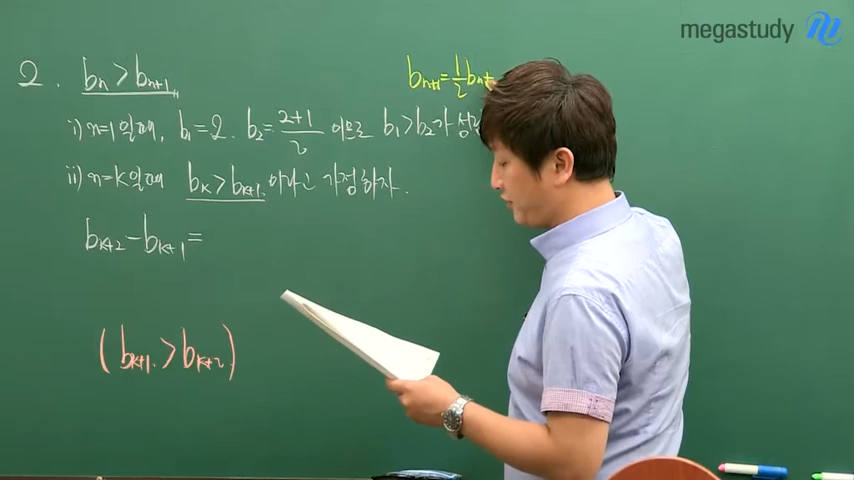 megastudy
2. bₙ > bₙ₊₁
bₙ₊₁ = ½bₙ+
i) n=1일때, b₁=2. b₂=(2+1)/2 이므로 b₁>b₂가 성
ii) n=k일때 bₖ>bₖ₊₁ 이라고 가정하자.
bₖ₊₂-bₖ₊₁=
(bₖ₊₁>bₖ₊₂)